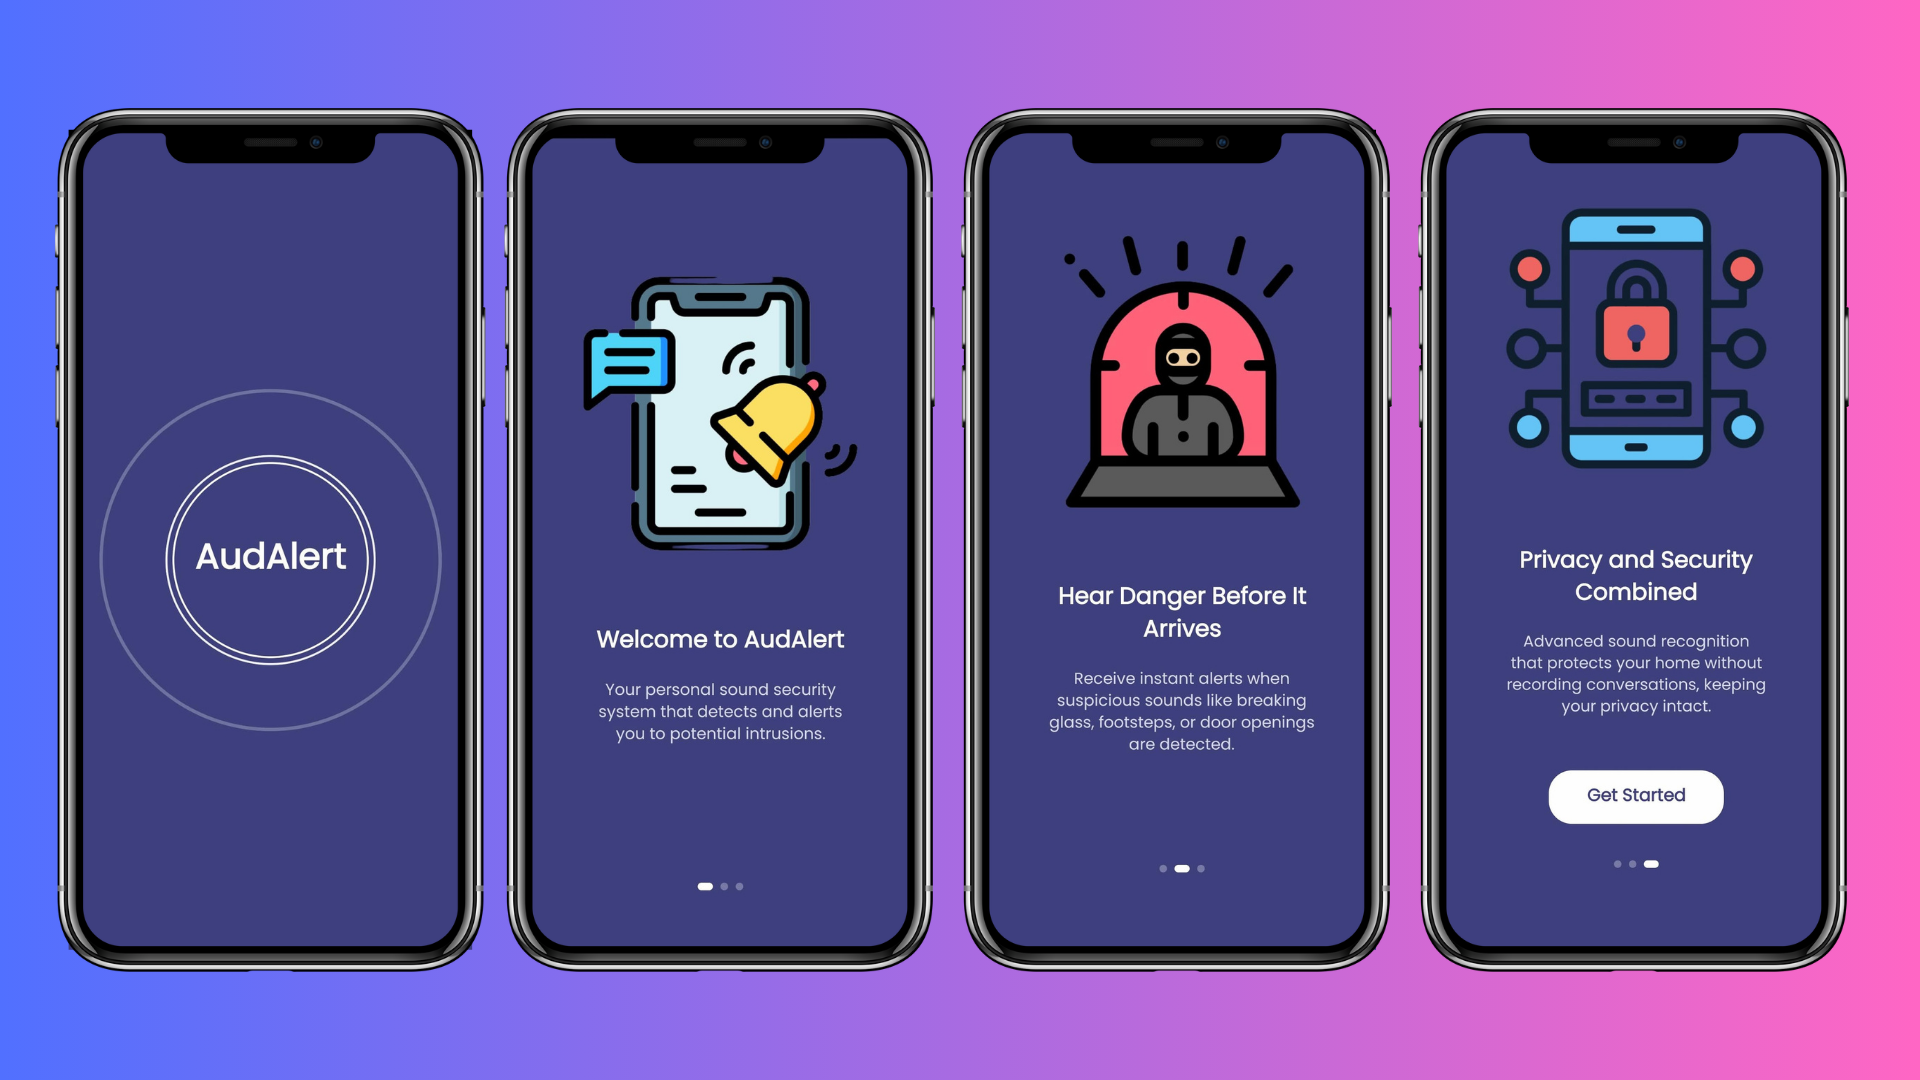 AudAlert
Welcome to AudAlert
Your personal sound security
system that detects and alerts
you to potential intrusions.
Hear Danger Before It
Arrives
Receive instant alerts when
suspicious sounds like breaking
glass, footsteps, or door openings
are detected.
Privacy and Security
Combined
Advanced sound recognition
that protects your home without
recording conversations, keeping
your privacy intact.
Get Started